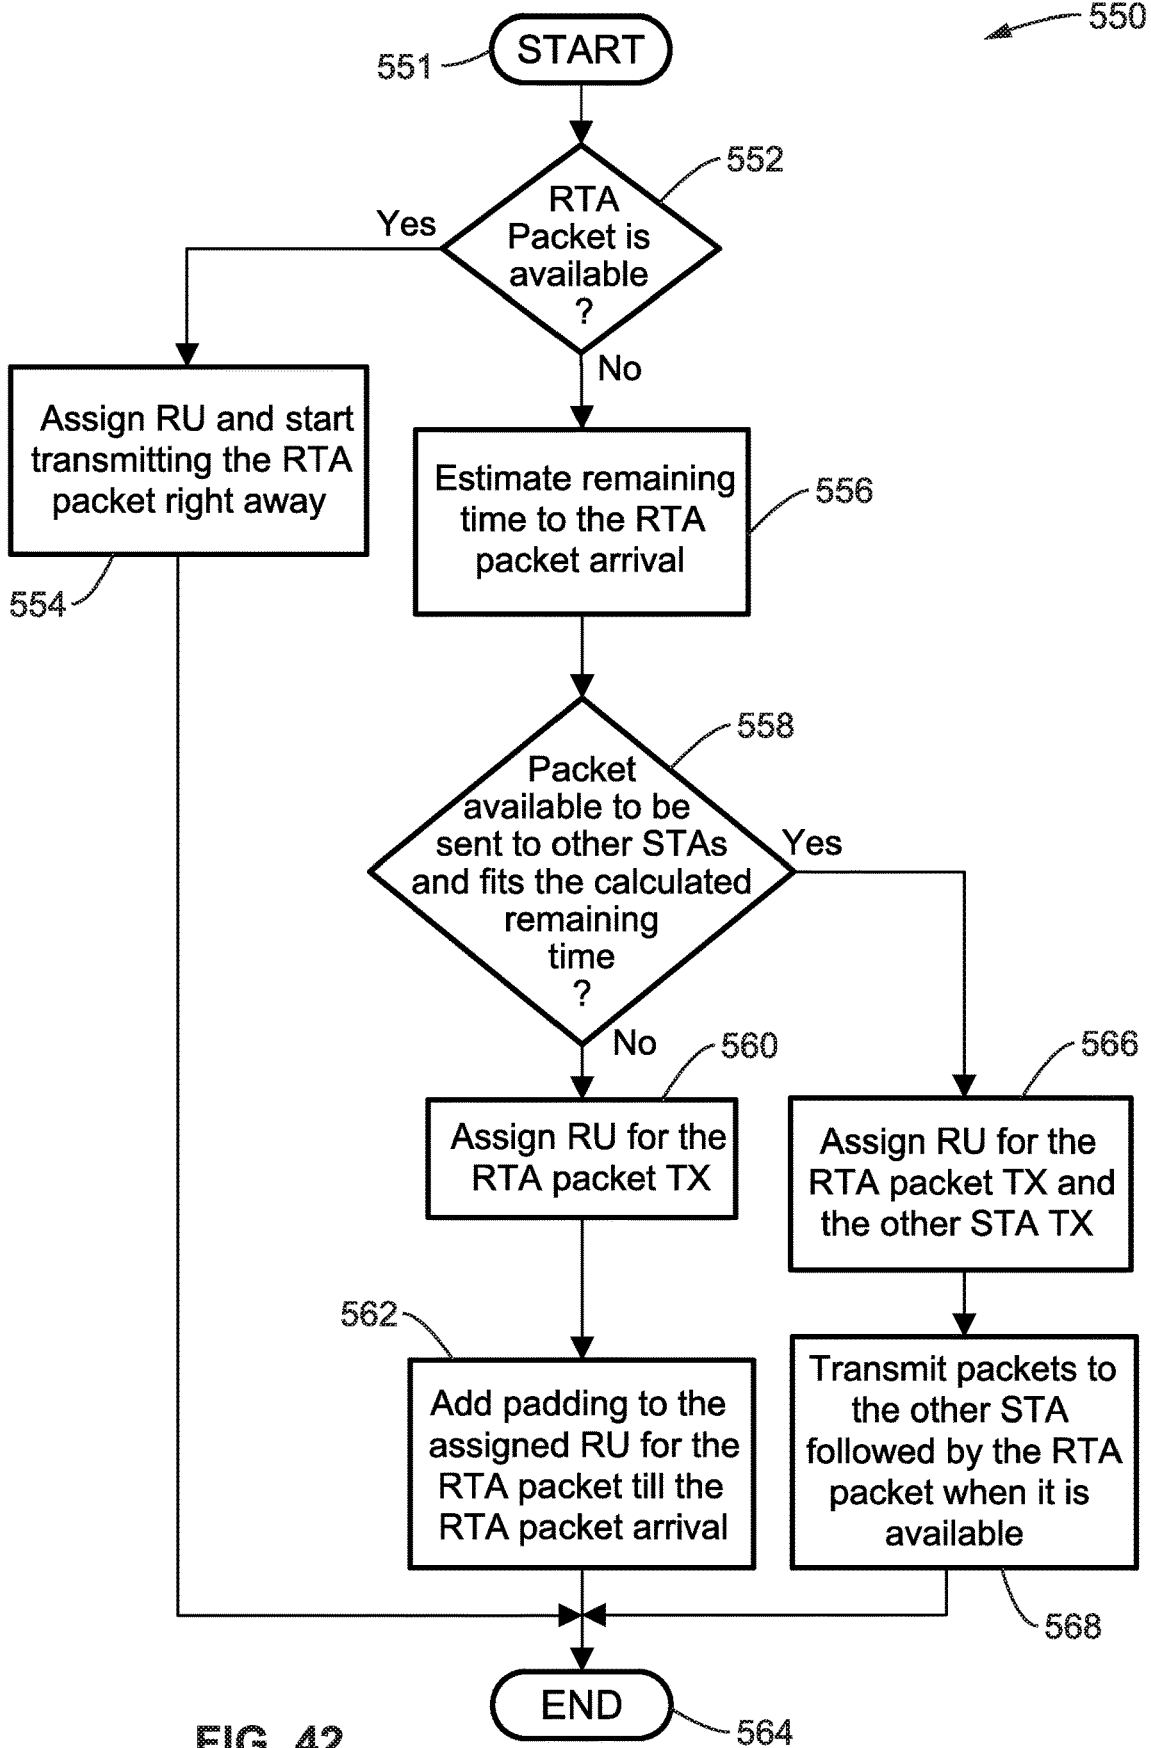 550
START
551
552
RTA
Packet is
available
?
Yes
No
Assign RU and start
transmitting the RTA
packet right away
554
Estimate remaining
time to the RTA
packet arrival
556
558
Packet
available to be
sent to other STAs
and fits the calculated
remaining
time
?
Yes
No
560
Assign RU for the
RTA packet TX
566
Assign RU for the
RTA packet TX and
the other STA TX
562
Add padding to the
assigned RU for the
RTA packet till the
RTA packet arrival
Transmit packets to
the other STA
followed by the RTA
packet when it is
available
568
END
564
FIG. 42